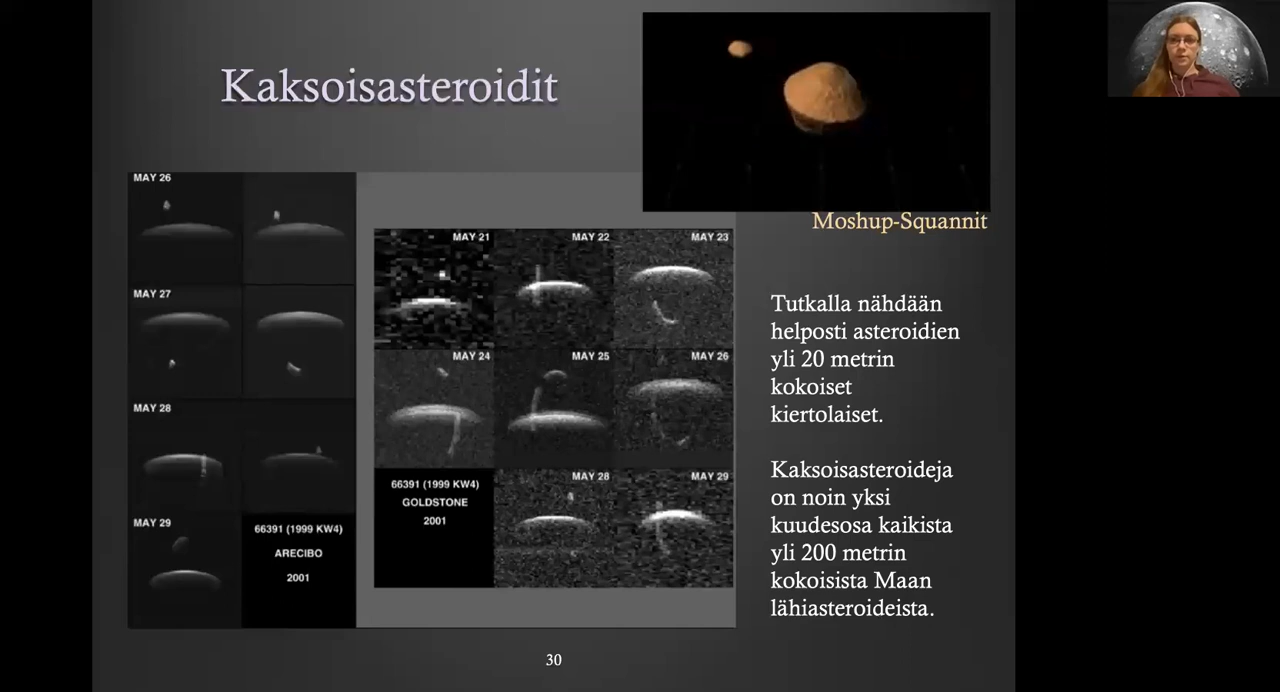 Kaksoisasteroidit
Moshup-Squannit
MAY 26
MAY 27
MAY 28
MAY 29
66391 (1999 KW4)
ARECIBO
2001
MAY 21
MAY 22
MAY 23
MAY 24
MAY 25
MAY 26
66391 (1999 KW4)
GOLDSTONE
2001
MAY 28
MAY 29
Tutkalla nähdään
helposti asteroidien
yli 20 metrin
kokoiset
kiertolaiset.
Kaksoisasteroideja
on noin yksi
kuudesosa kaikista
yli 200 metrin
kokoisista Maan
lähiasteroideista.
30